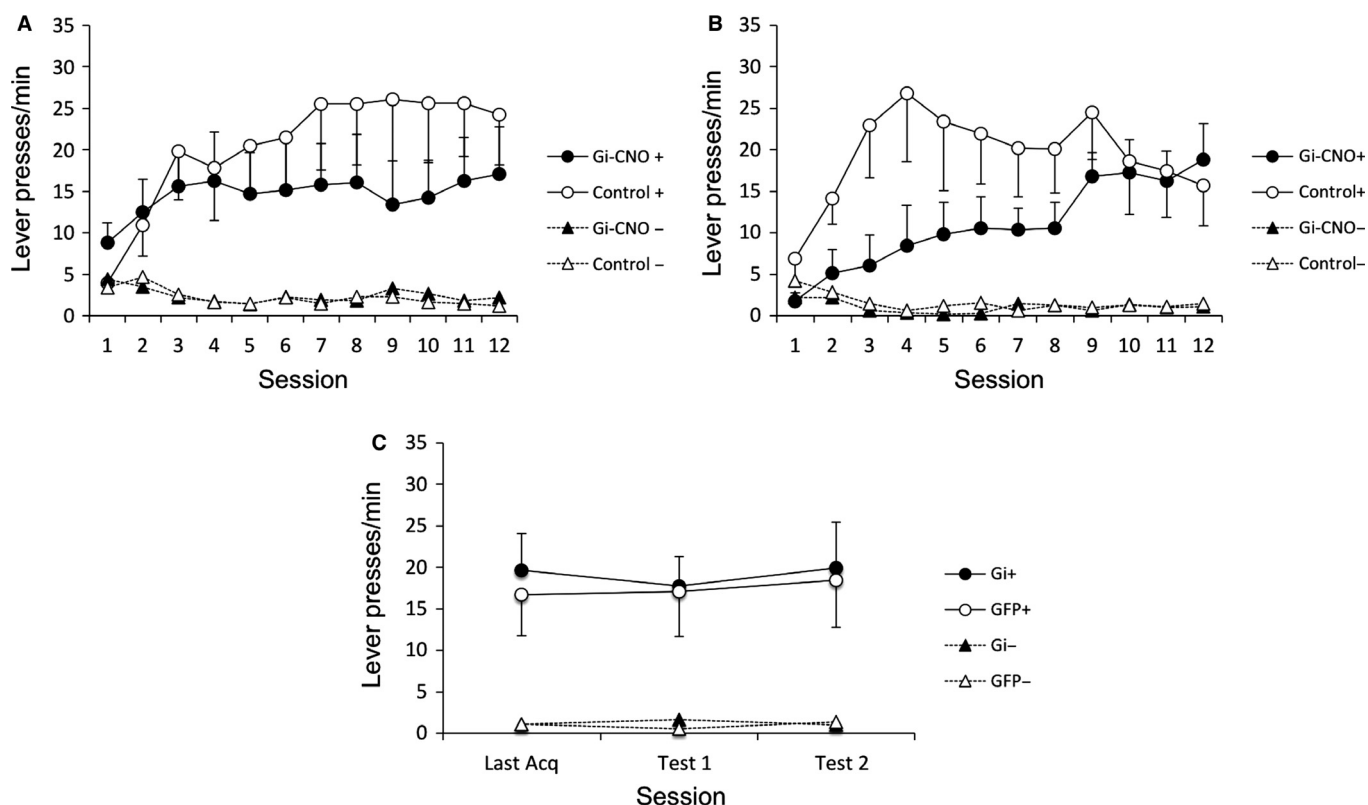 A
35
30
25
20
15
10
5
0
Lever presses/min
1 2 3 4 5 6 7 8 9 10 11 12
Session
Gi-CNO +
Control +
Gi-CNO –
Control –
B
35
30
25
20
15
10
5
0
Lever presses/min
1 2 3 4 5 6 7 8 9 10 11 12
Session
Gi-CNO+
Control+
Gi-CNO–
Control–
C
35
30
25
20
15
10
5
0
Lever presses/min
Last Acq Test 1 Test 2
Session
Gi+
GFP+
Gi–
GFP–